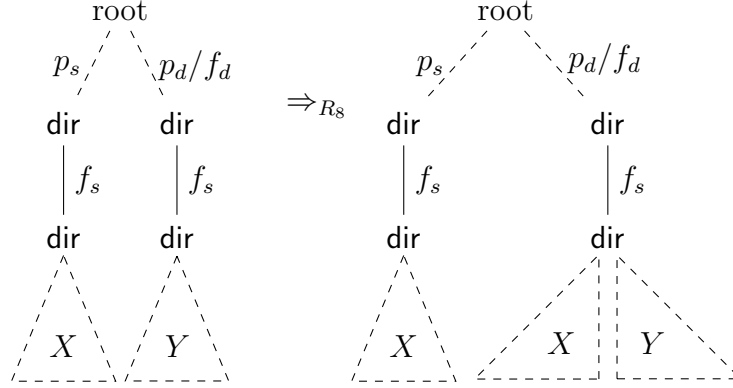 root root
p_s p_d/f_d ⇒_{R_8} p_s p_d/f_d
dir dir dir dir
f_s f_s f_s f_s
dir dir dir dir
X Y X X Y